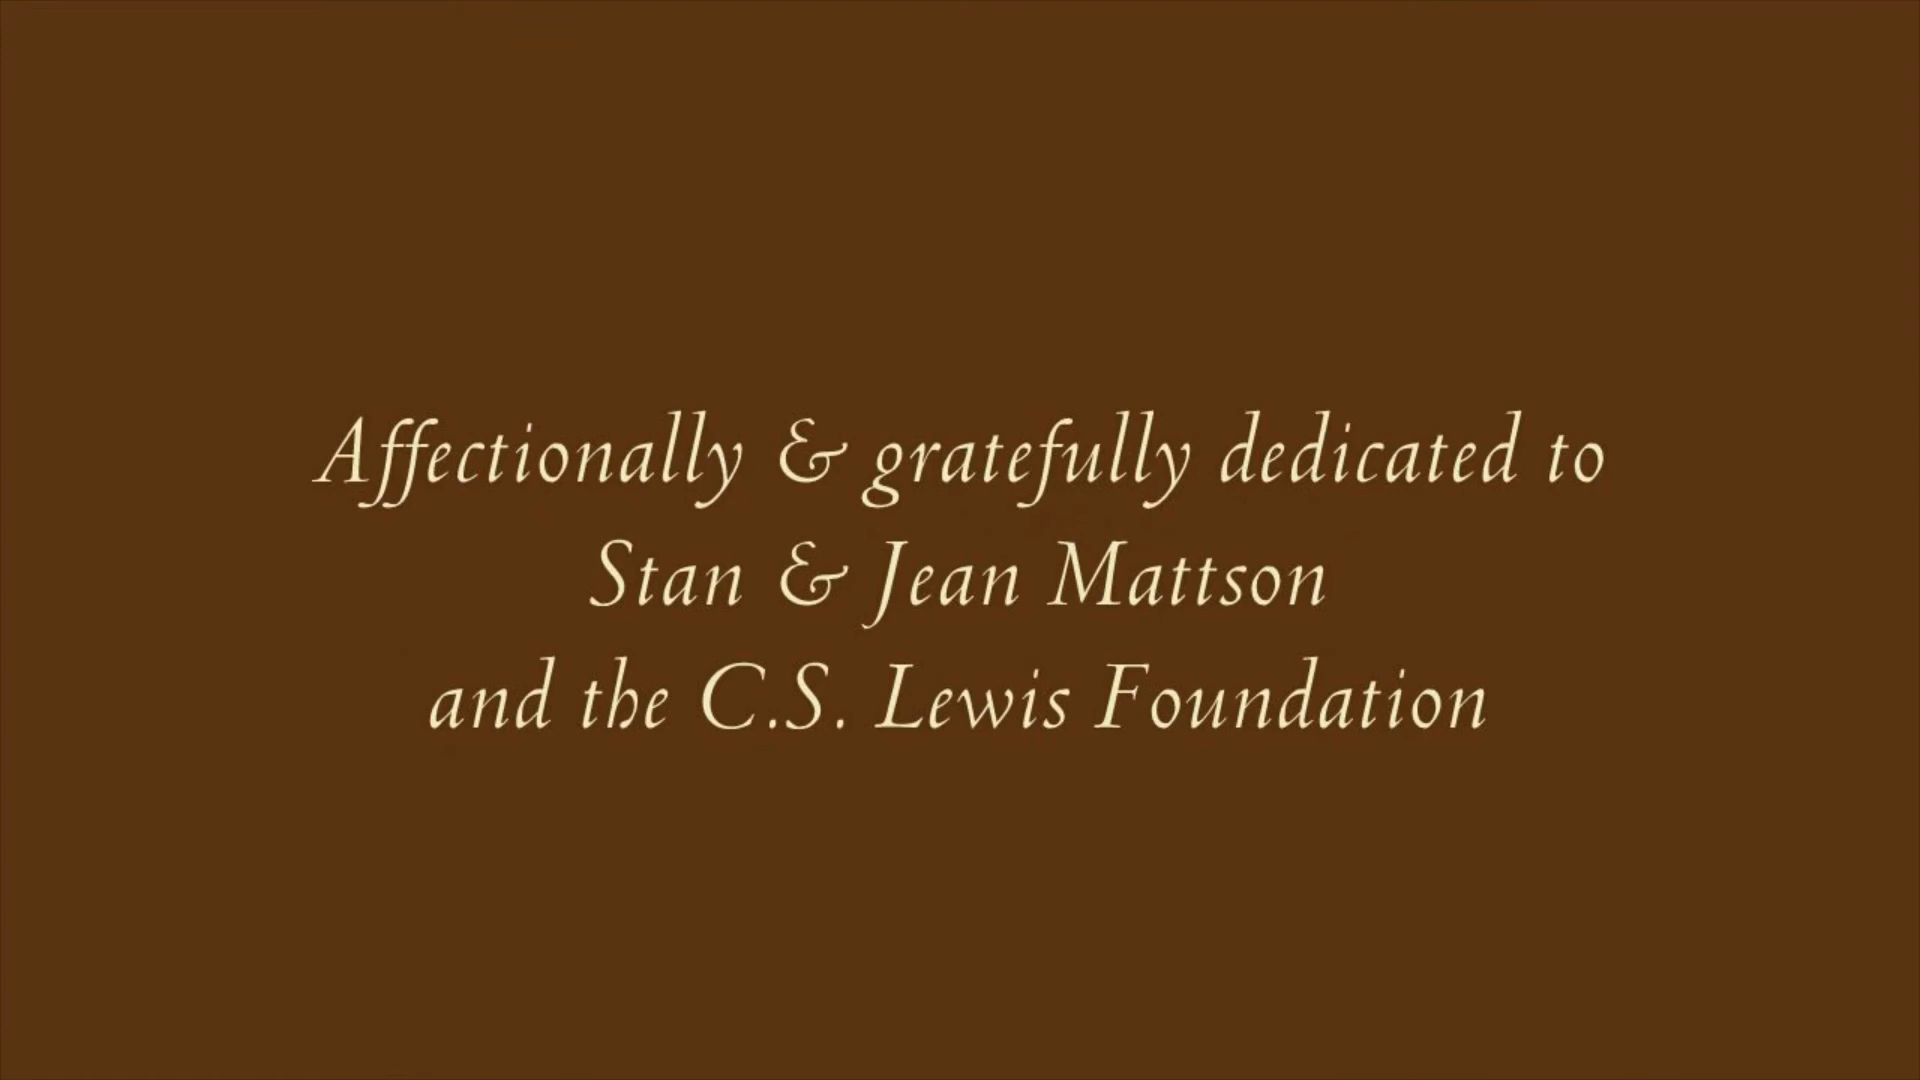 Affectionally & gratefully dedicated to
Stan & Jean Mattson
and the C.S. Lewis Foundation